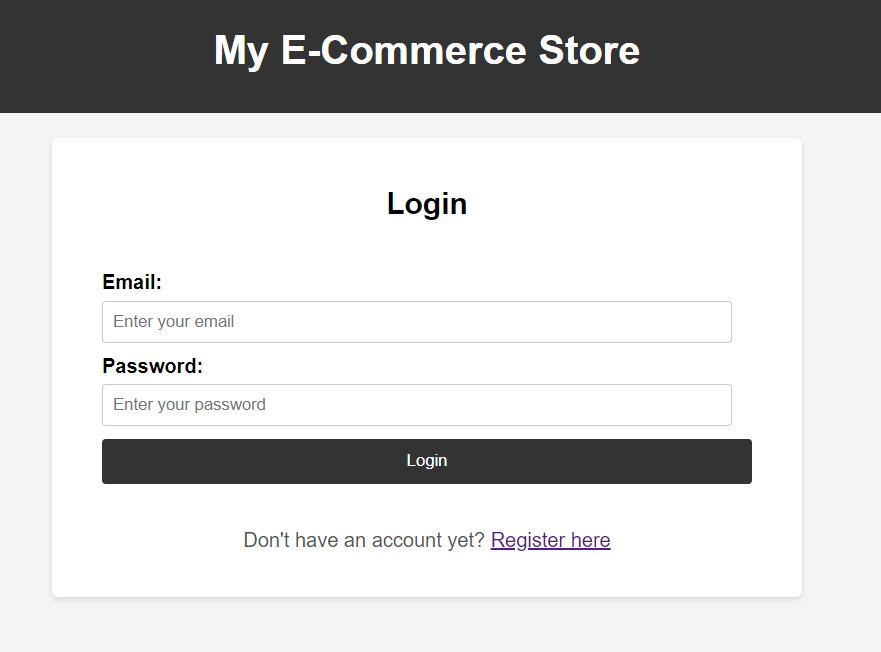 My E-Commerce Store
Login
Email:
Enter your email
Password:
Enter your password
Login
Don't have an account yet? Register here